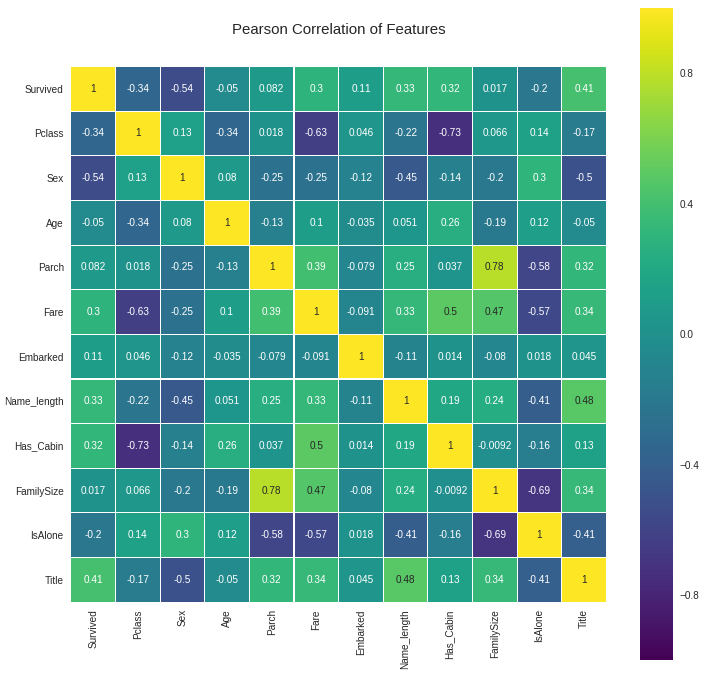 Pearson Correlation of Features
Survived 1 -0.34 -0.54 -0.05 0.082 0.3 0.11 0.33 0.32 0.017 -0.2 0.41
Pclass -0.34 1 0.13 -0.34 0.018 -0.63 0.046 -0.22 -0.73 0.066 0.14 -0.17
Sex -0.54 0.13 1 0.08 -0.25 -0.25 -0.12 -0.45 -0.14 -0.2 0.3 -0.5
Age -0.05 -0.34 0.08 1 -0.13 0.1 -0.035 0.051 0.26 -0.19 0.12 -0.05
Parch 0.082 0.018 -0.25 -0.13 1 0.39 -0.079 0.25 0.037 0.78 -0.58 0.32
Fare 0.3 -0.63 -0.25 0.1 0.39 1 -0.091 0.33 0.5 0.47 -0.57 0.34
Embarked 0.11 0.046 -0.12 -0.035 -0.079 -0.091 1 -0.11 0.014 -0.08 0.018 0.045
Name_length 0.33 -0.22 -0.45 0.051 0.25 0.33 -0.11 1 0.19 0.24 -0.41 0.48
Has_Cabin 0.32 -0.73 -0.14 0.26 0.037 0.5 0.014 0.19 1 -0.0092 -0.16 0.13
FamilySize 0.017 0.066 -0.2 -0.19 0.78 0.47 -0.08 0.24 -0.0092 1 -0.69 0.34
IsAlone -0.2 0.14 0.3 0.12 -0.58 -0.57 0.018 -0.41 -0.16 -0.69 1 -0.41
Title 0.41 -0.17 -0.5 -0.05 0.32 0.34 0.045 0.48 0.13 0.34 -0.41 1
Survived Pclass Sex Age Parch Fare Embarked Name_length Has_Cabin FamilySize IsAlone Title
0.8
0.4
0.0
−0.4
−0.8